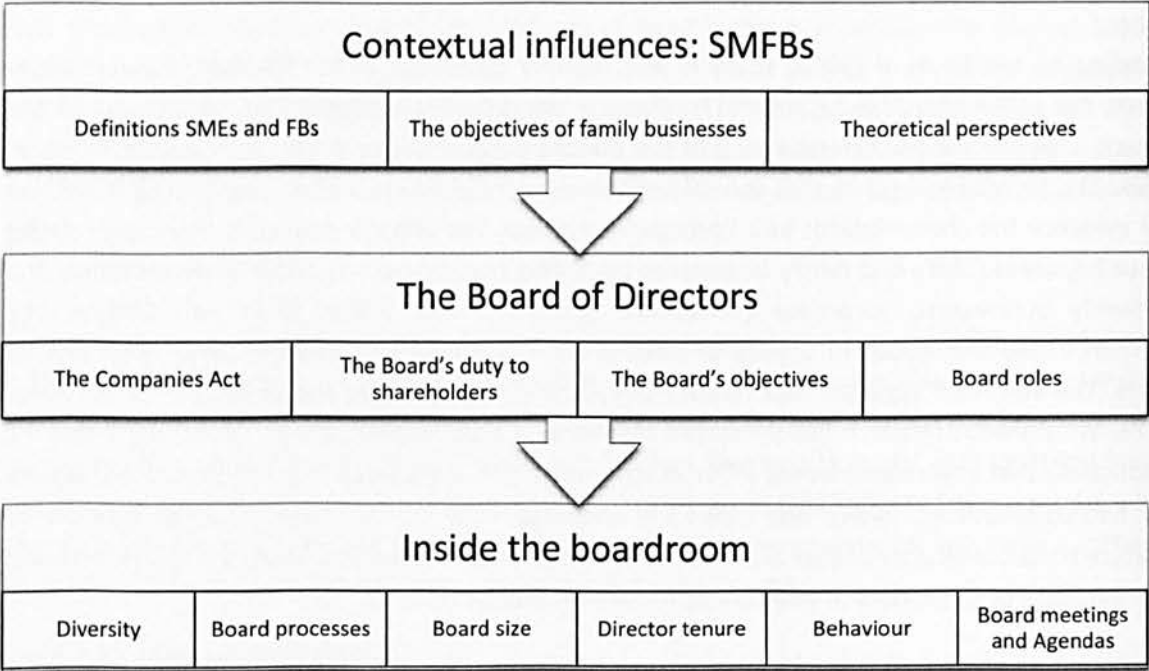 Contextual influences: SMFBs
Definitions SMEs and FBs
The objectives of family businesses
Theoretical perspectives
The Board of Directors
The Companies Act
The Board's duty to
shareholders
The Board's objectives
Board roles
Inside the boardroom
Diversity
Board processes
Board size
Director tenure
Behaviour
Board meetings
and Agendas